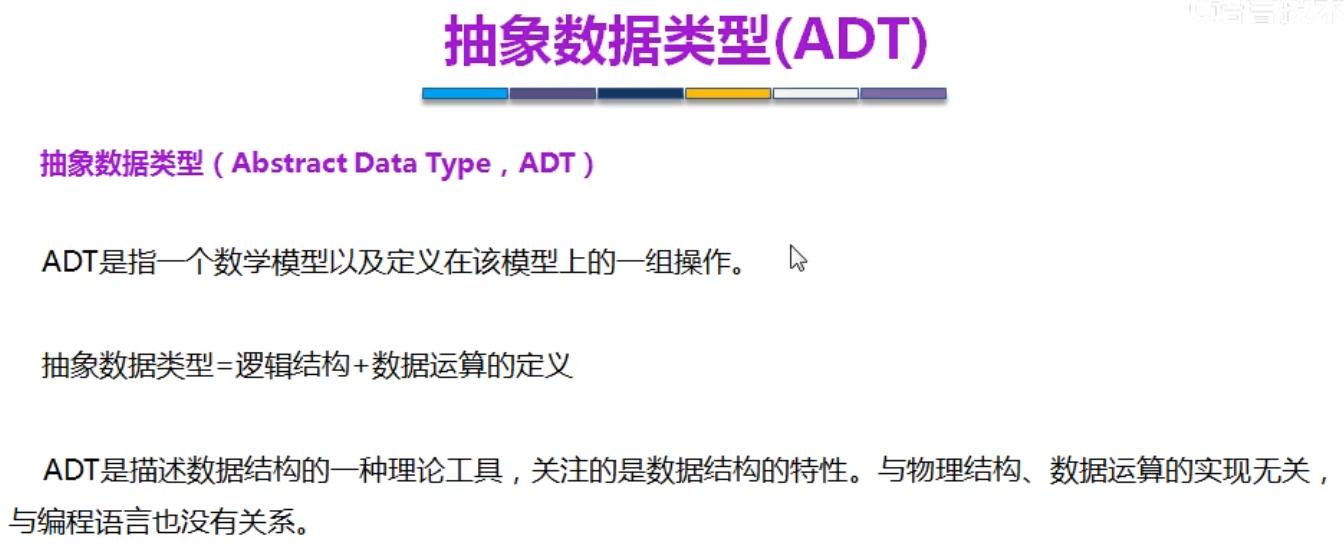 C语言技术
抽象数据类型(ADT)
抽象数据类型（Abstract Data Type，ADT）
ADT是指一个数学模型以及定义在该模型上的一组操作。
抽象数据类型=逻辑结构+数据运算的定义
ADT是描述数据结构的一种理论工具，关注的是数据结构的特性。与物理结构、数据运算的实现无关，
与编程语言也没有关系。